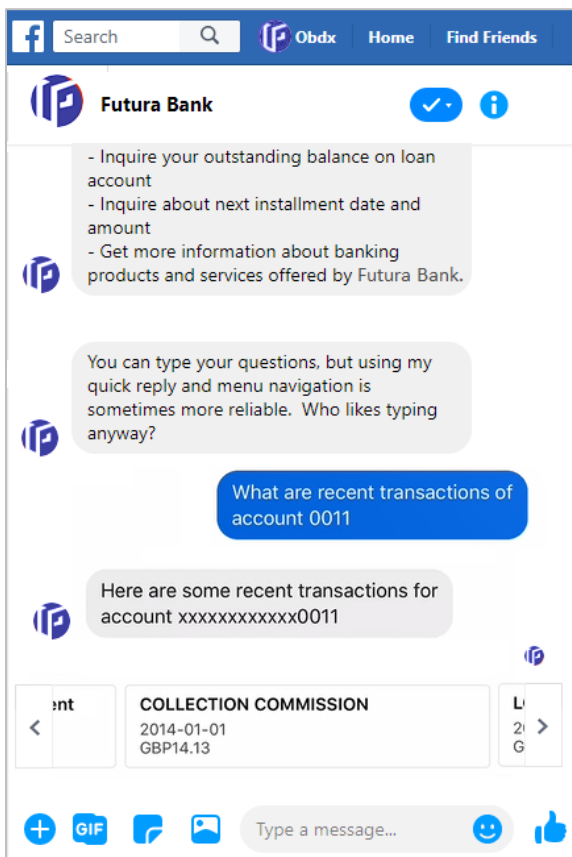 Search
Obdx
Home
Find Friends
Futura Bank
- Inquire your outstanding balance on loan
account
- Inquire about next installment date and
amount
- Get more information about banking
products and services offered by Futura Bank.
You can type your questions, but using my
quick reply and menu navigation is
sometimes more reliable.  Who likes typing
anyway?
What are recent transactions of
account 0011
Here are some recent transactions for
account xxxxxxxxxxxx0011
COLLECTION COMMISSION
2014-01-01
GBP14.13
GIF
Type a message...